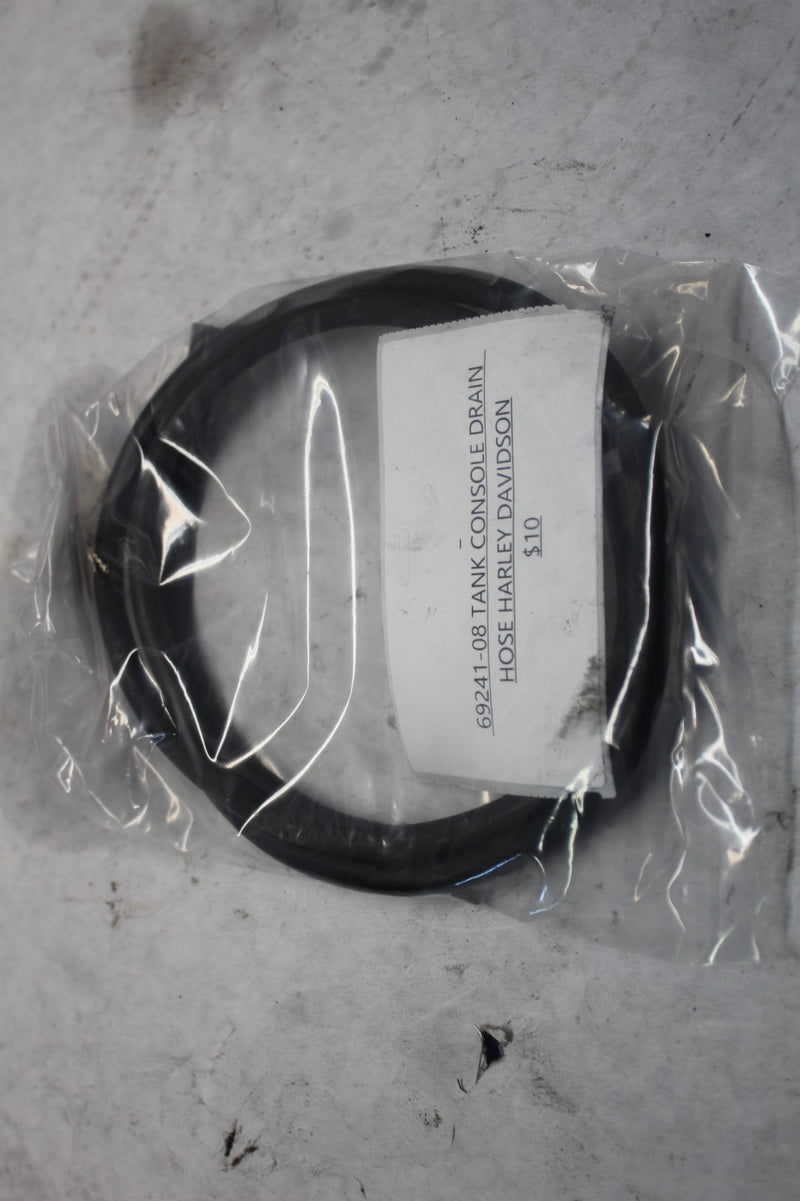 69241-08 TANK CONSOLE DRAIN
HOSE HARLEY DAVIDSON
$10